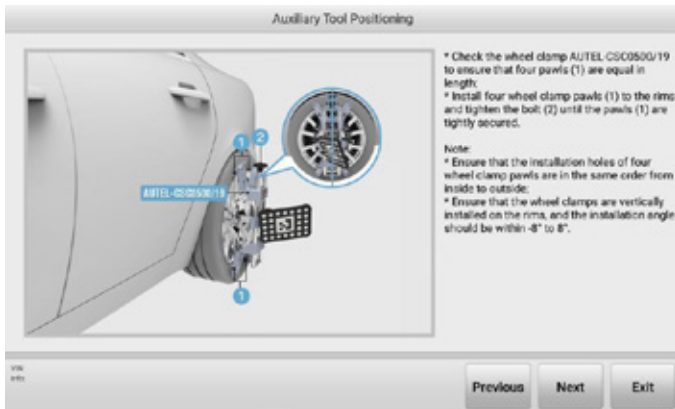 Auxiliary Tool Positioning
* Check the wheel clamp AUTEL-CSC0500/19
to ensure that four pawls (1) are equal in
length;
* Install four wheel clamp pawls (1) to the rims
and tighten the bolt (2) until the pawls (1) are
tightly secured.
Note:
* Ensure that the installation holes of four
wheel clamp pawls are in the same order from
inside to outside;
* Ensure that the wheel clamps are vertically
installed on the rims, and the installation angle
should be within -8° to 8°.
1 2
AUTEL-CSC0500/19
1
VIN
Info
Previous Next Exit